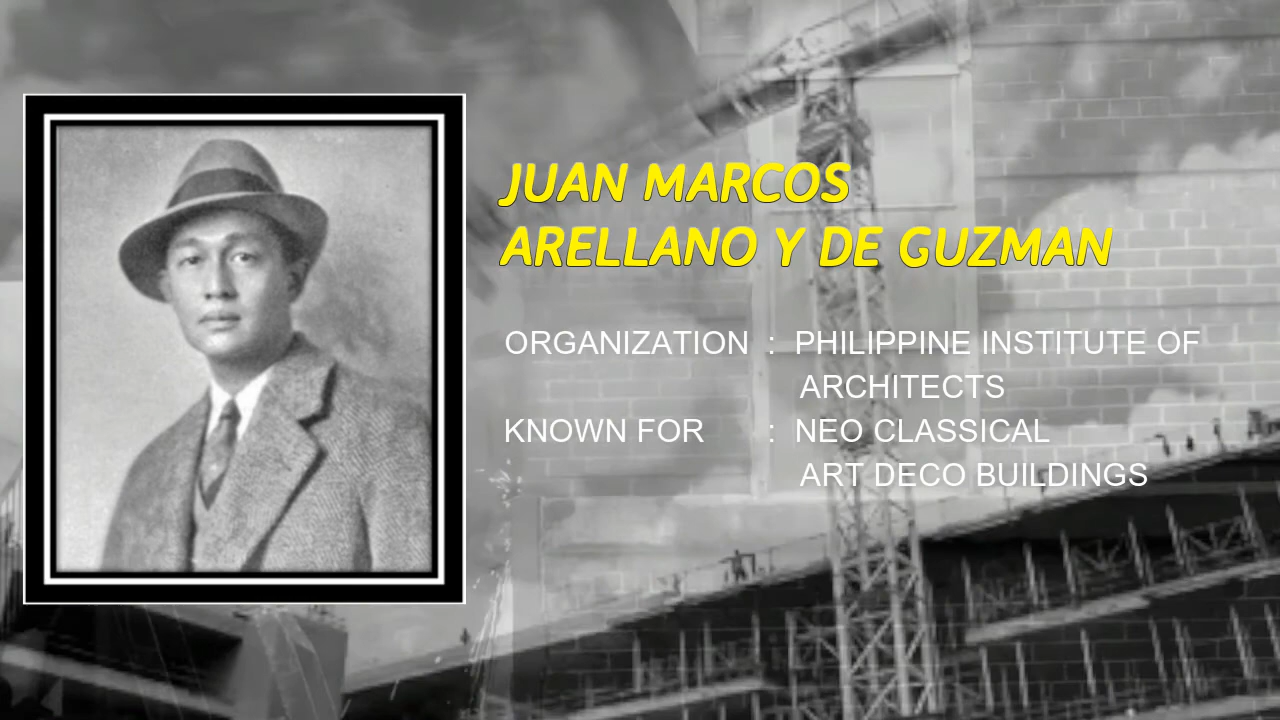 JUAN MARCOS
ARELLANO Y DE GUZMAN
ORGANIZATION : PHILIPPINE INSTITUTE OF
ARCHITECTS
KNOWN FOR : NEO CLASSICAL
ART DECO BUILDINGS